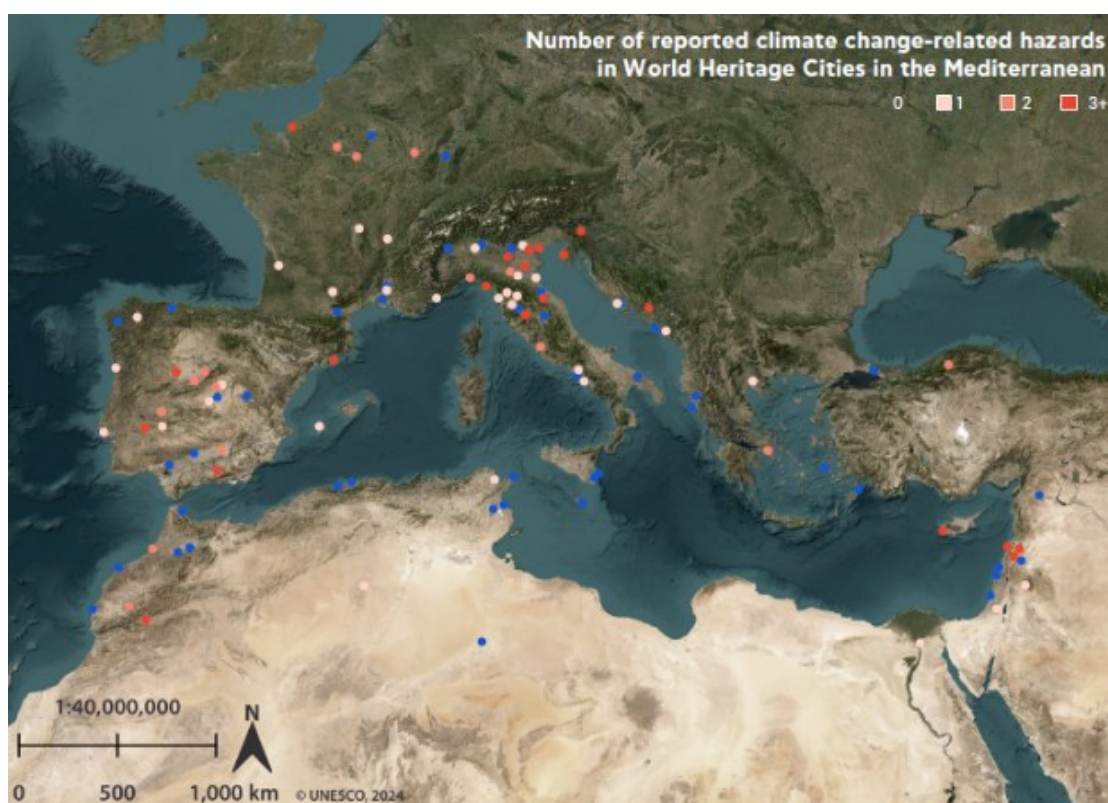 Number of reported climate change-related hazards
in World Heritage Cities in the Mediterranean
0 1 2 3+
1:40,000,000
N
0 500 1,000 km © UNESCO, 2024